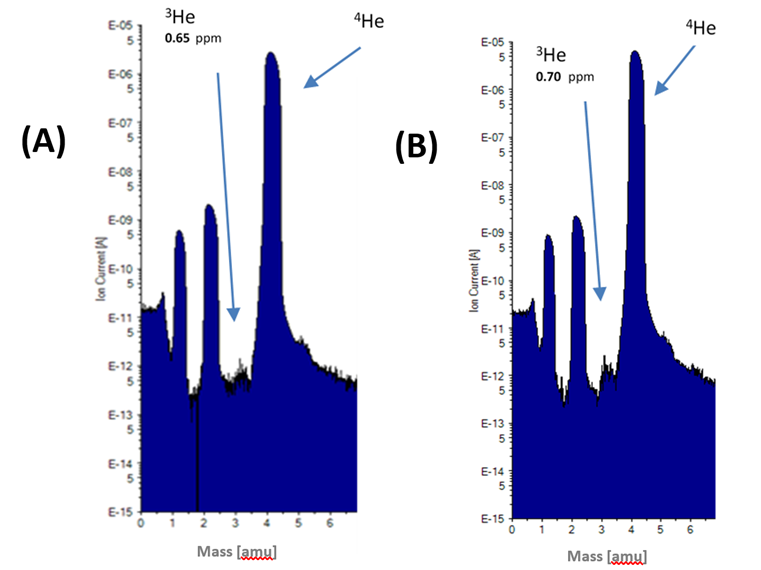 (A)
³He
0.65 ppm
⁴He
E-05
5
E-06
5
E-07
5
E-08
5
E-09
5
E-10
5
E-11
5
E-12
5
E-13
5
E-14
5
E-15
Ion Current [A]
0 1 2 3 4 5 6
Mass [amu]
(B)
³He
0.70 ppm
⁴He
E-05
5
E-06
5
E-07
5
E-08
5
E-09
5
E-10
5
E-11
5
E-12
5
E-13
5
E-14
5
E-15
Ion Current [A]
0 1 2 3 4 5 6
Mass [amu]